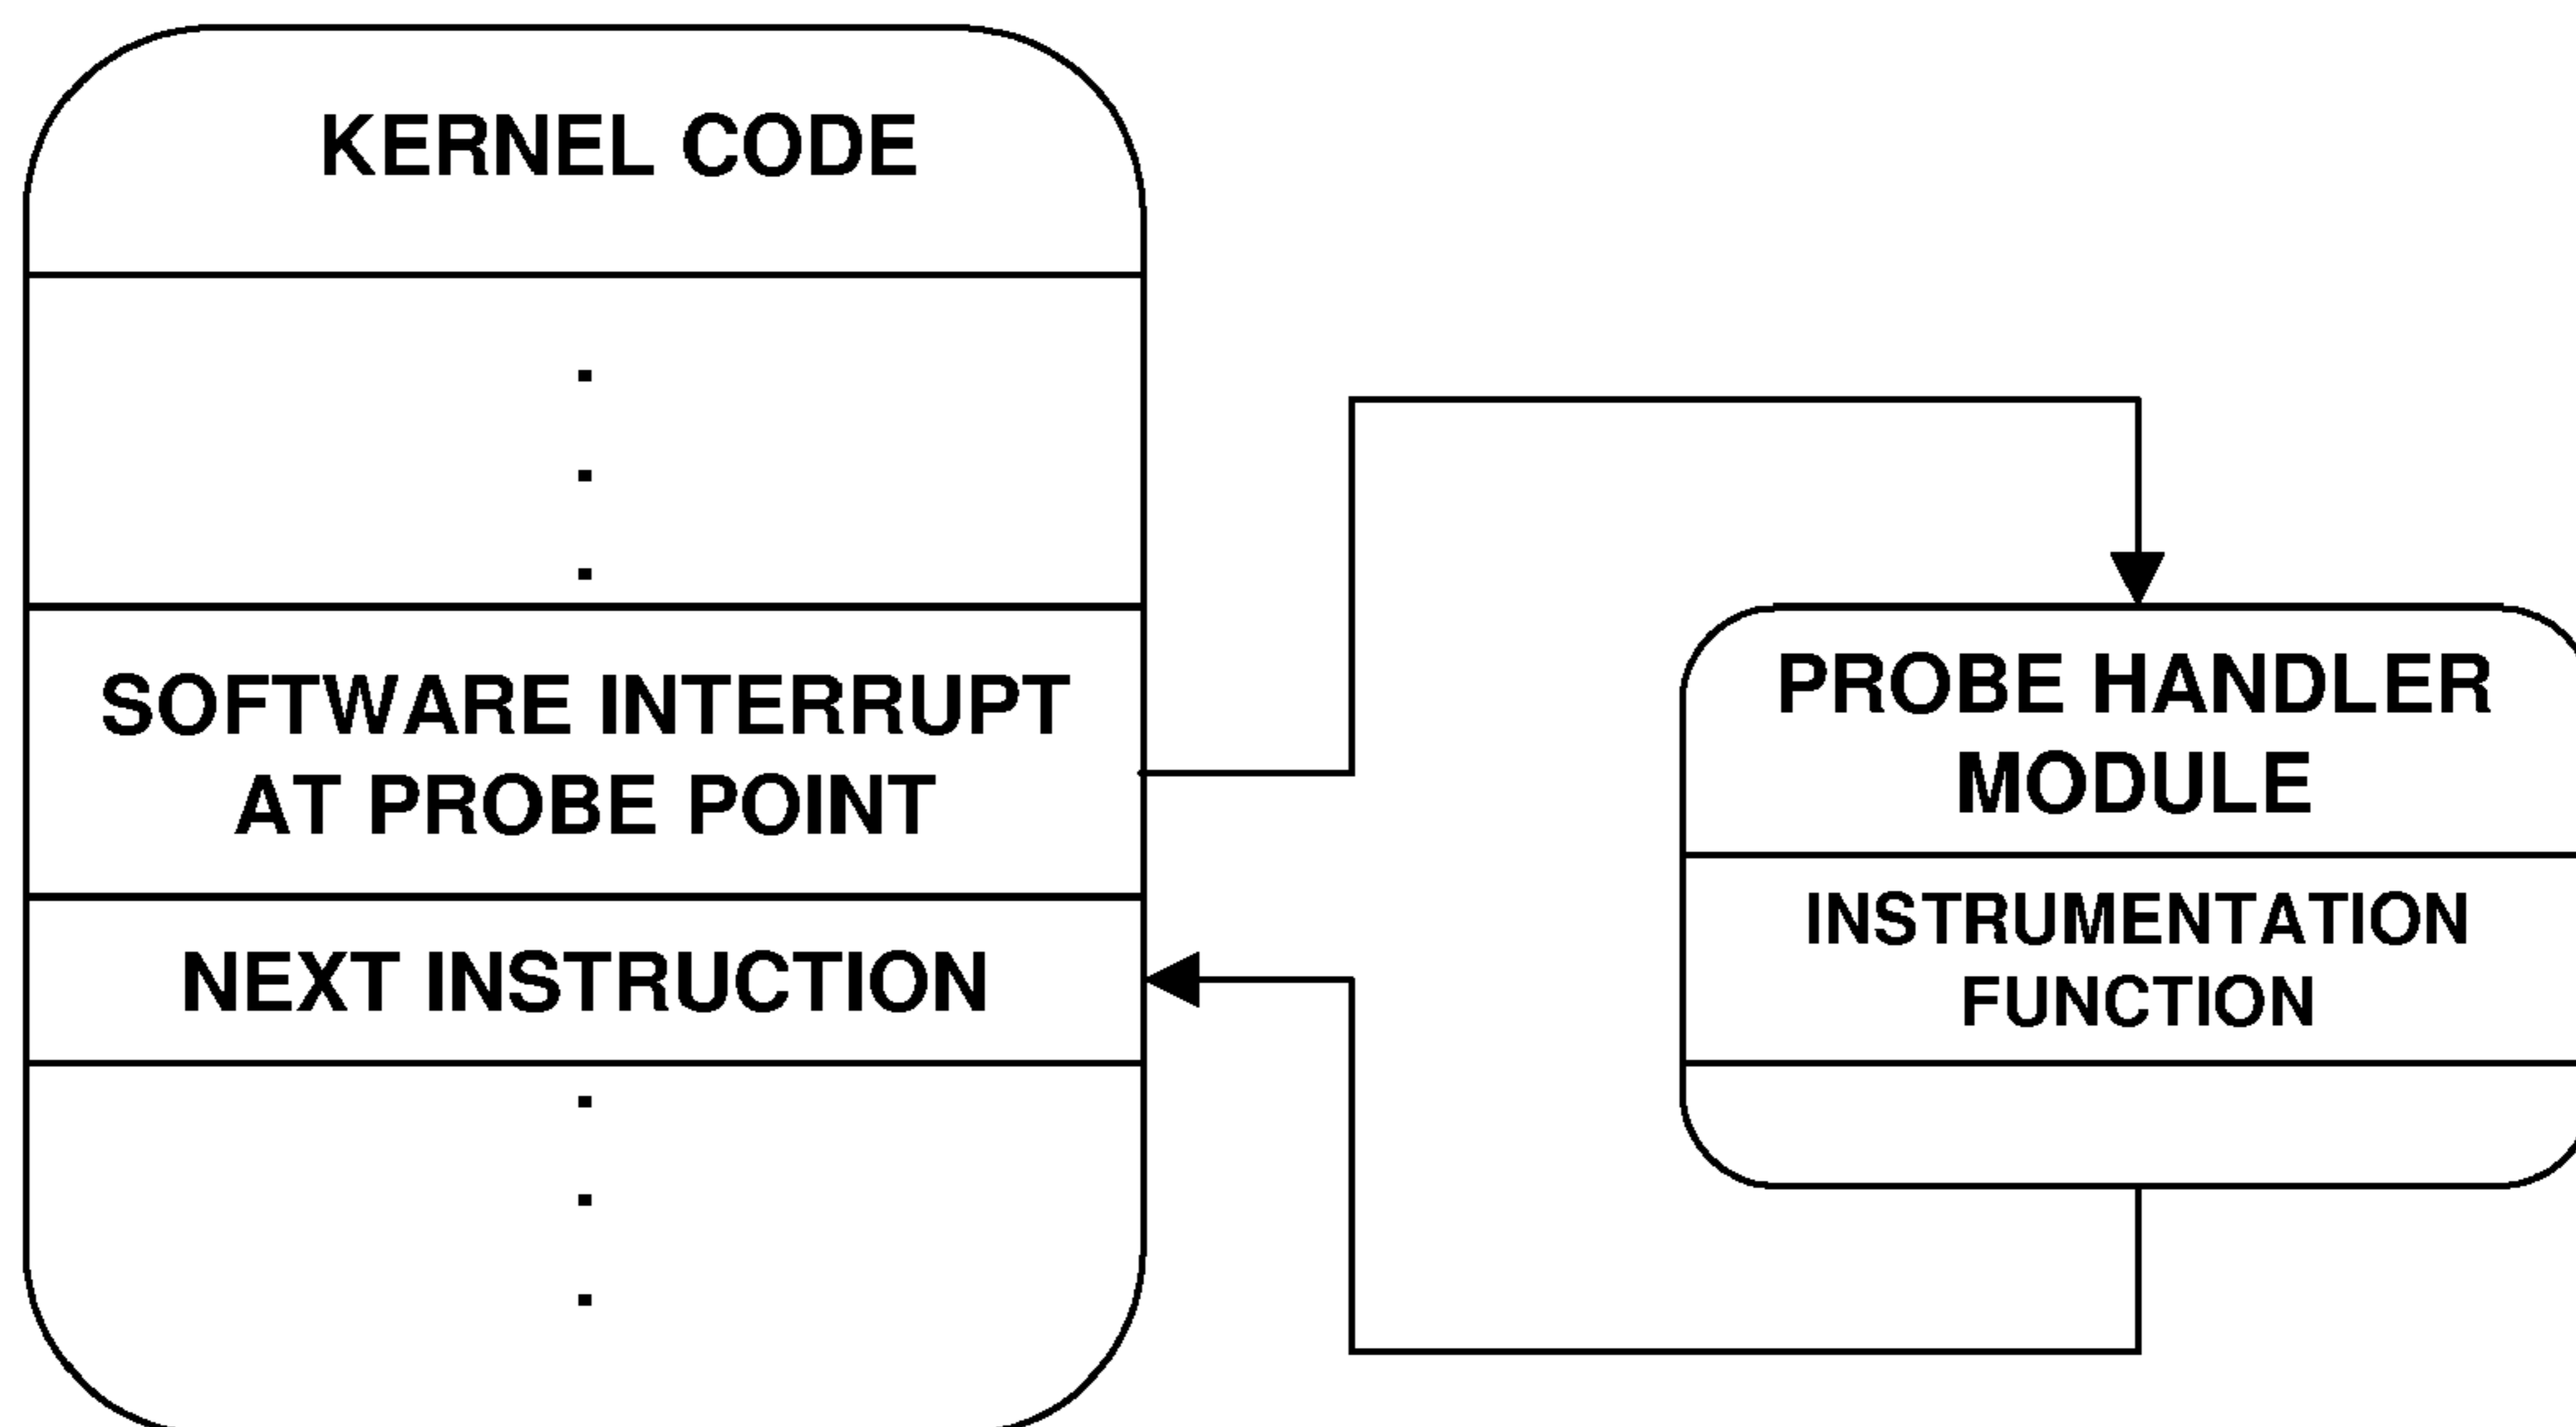 KERNEL CODE
.
.
.
SOFTWARE INTERRUPT
AT PROBE POINT
NEXT INSTRUCTION
.
.
.
PROBE HANDLER
MODULE
INSTRUMENTATION
FUNCTION